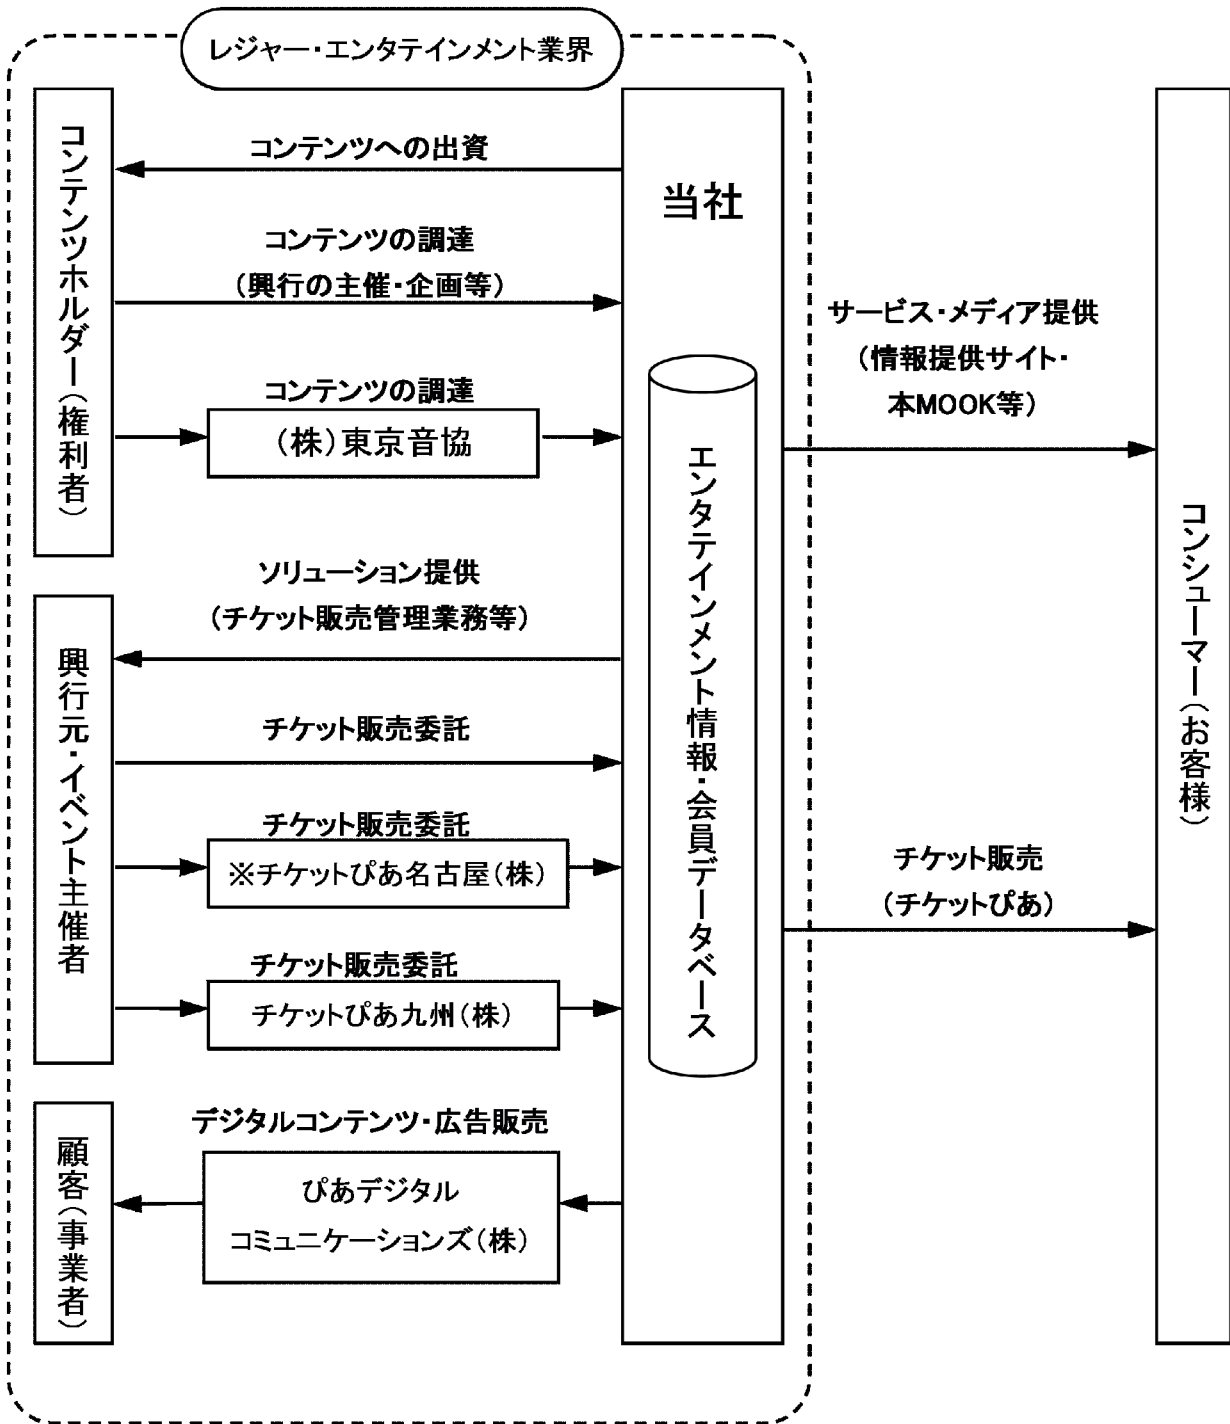 レジャー・エンタテインメント業界
コンテンツホルダー(権利者)
コンテンツへの出資
コンテンツの調達
(興行の主催・企画等)
コンテンツの調達
(株)東京音協
興行元・イベント主催者
ソリューション提供
(チケット販売管理業務等)
チケット販売委託
チケット販売委託
※チケットぴあ名古屋(株)
チケット販売委託
チケットぴあ九州(株)
顧客(事業者)
デジタルコンテンツ・広告販売
ぴあデジタル
コミュニケーションズ(株)
当社
エンタテインメント情報・会員データベース
サービス・メディア提供
(情報提供サイト・
本MOOK等)
チケット販売
(チケットぴあ)
コンシューマー(お客様)